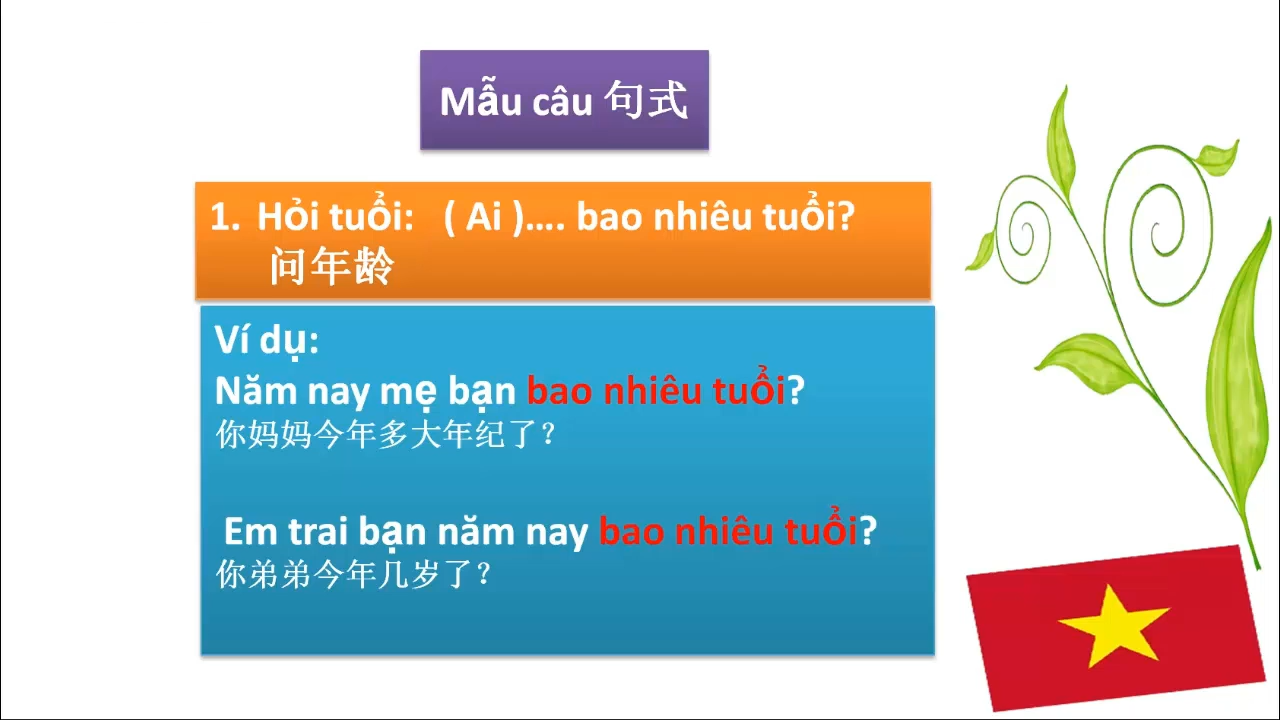 Mẫu câu 句式
1. Hỏi tuổi: ( Ai )…. bao nhiêu tuổi?
问年龄
Ví dụ:
Năm nay mẹ bạn bao nhiêu tuổi?
你妈妈今年多大年纪了？
Em trai bạn năm nay bao nhiêu tuổi?
你弟弟今年几岁了？